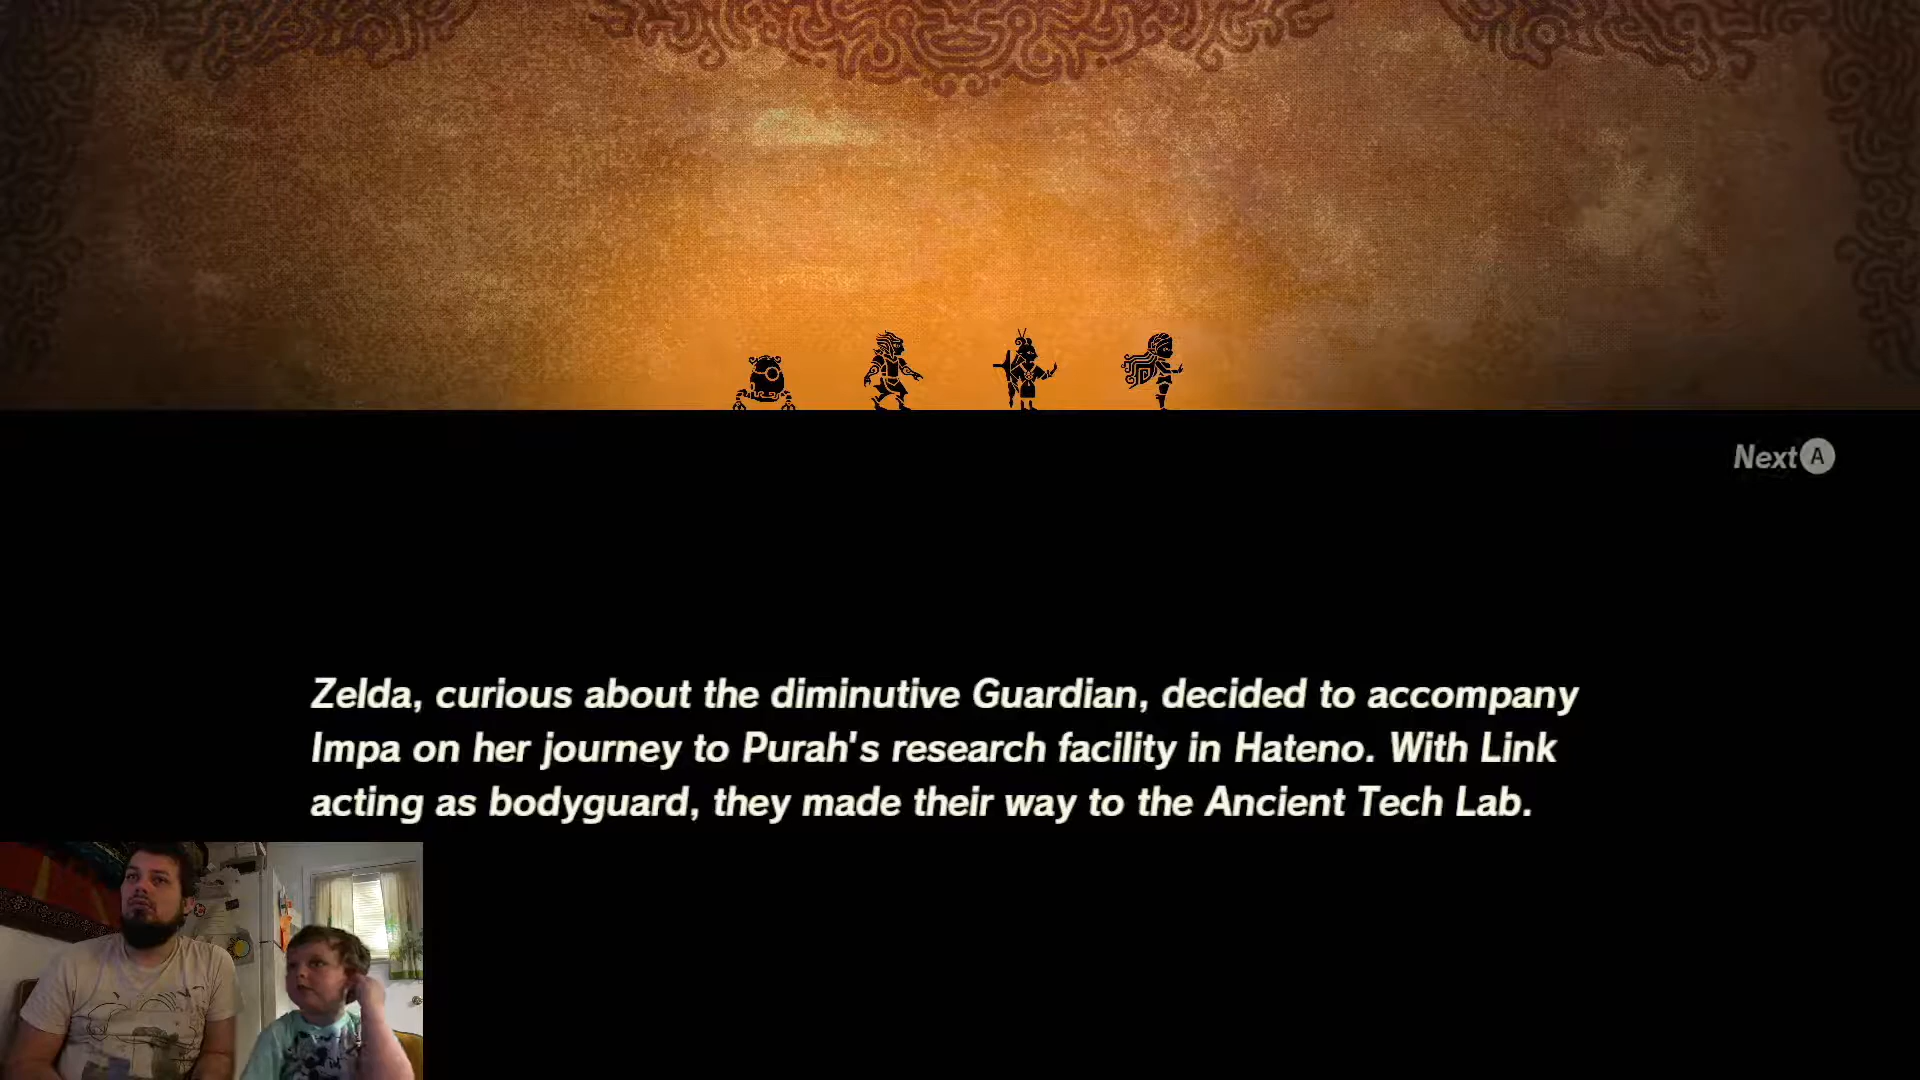 Next A
Zelda, curious about the diminutive Guardian, decided to accompany
Impa on her journey to Purah's research facility in Hateno. With Link
acting as bodyguard, they made their way to the Ancient Tech Lab.